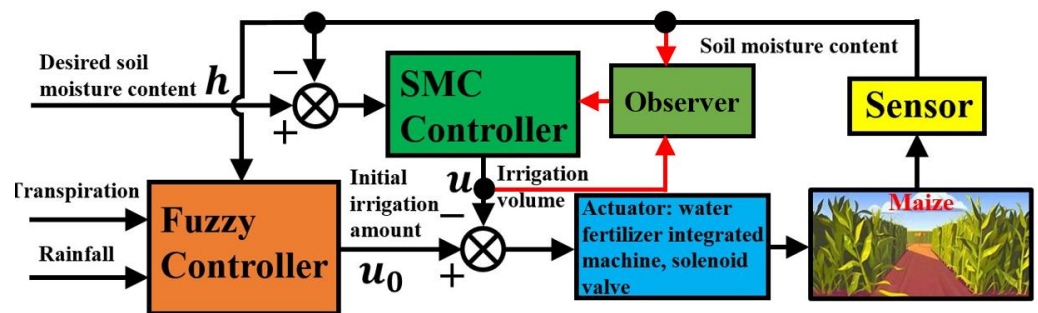 Desired soil
moisture content h
−
+
SMC
Controller
Observer
Soil moisture content
Sensor
Transpiration
Rainfall
Fuzzy
Controller
Initial
irrigation
amount
u₀
u
Irrigation
volume
−
+
Actuator: water
fertilizer integrated
machine, solenoid
valve
Maize